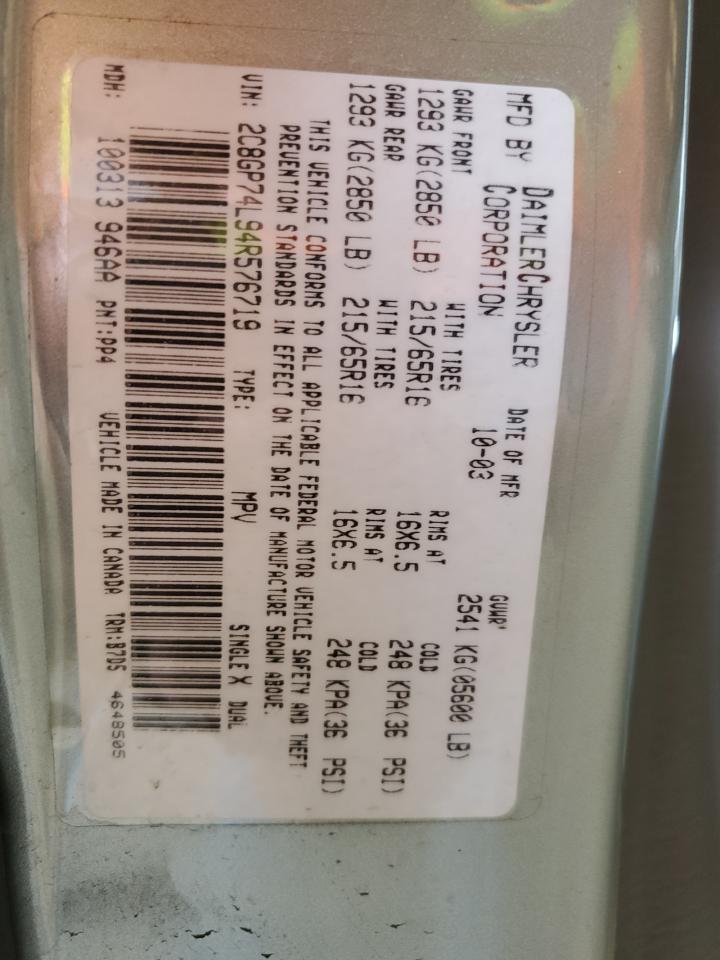 MFD BY DAIMLERCHRYSLER CORPORATION
DATE OF MFR 10-03
GVWR' 2541 KG(05600 LB)
GAWR FRONT WITH TIRES RIMS AT COLD
1293 KG(2850 LB) 215/65R16 16X6.5 248 KPA(36 PSI)
GAWR REAR WITH TIRES RIMS AT COLD
1293 KG(2850 LB) 215/65R16 16X6.5 248 KPA(36 PSI)
THIS VEHICLE CONFORMS TO ALL APPLICABLE FEDERAL MOTOR VEHICLE SAFETY AND THEFT
PREVENTION STANDARDS IN EFFECT ON THE DATE OF MANUFACTURE SHOWN ABOVE.
VIN: 2C8GP74L94R576719 TYPE: MPV SINGLE X DUAL
MDH: 100313 946AA PNT:PP4 VEHICLE MADE IN CANADA TRM:B7D5 4648505